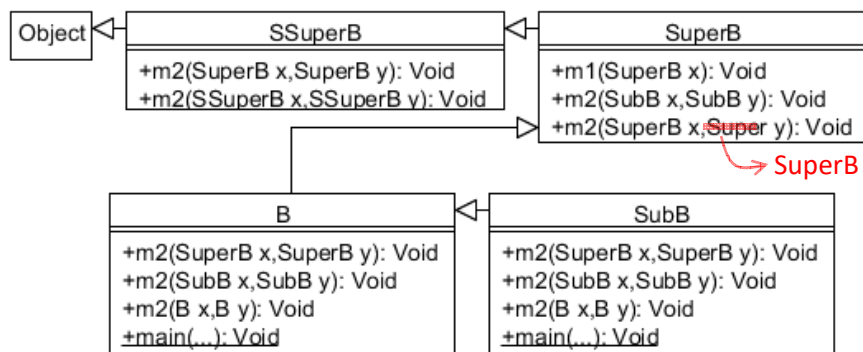 Object
SSuperB
+m2(SuperB x,SuperB y): Void
+m2(SSuperB x,SSuperB y): Void
SuperB
+m1(SuperB x): Void
+m2(SubB x,SubB y): Void
+m2(SuperB x,Super y): Void
SuperB
B
+m2(SuperB x,SuperB y): Void
+m2(SubB x,SubB y): Void
+m2(B x,B y): Void
+main(...): Void
SubB
+m2(SuperB x,SuperB y): Void
+m2(SubB x,SubB y): Void
+m2(B x,B y): Void
+main(...): Void